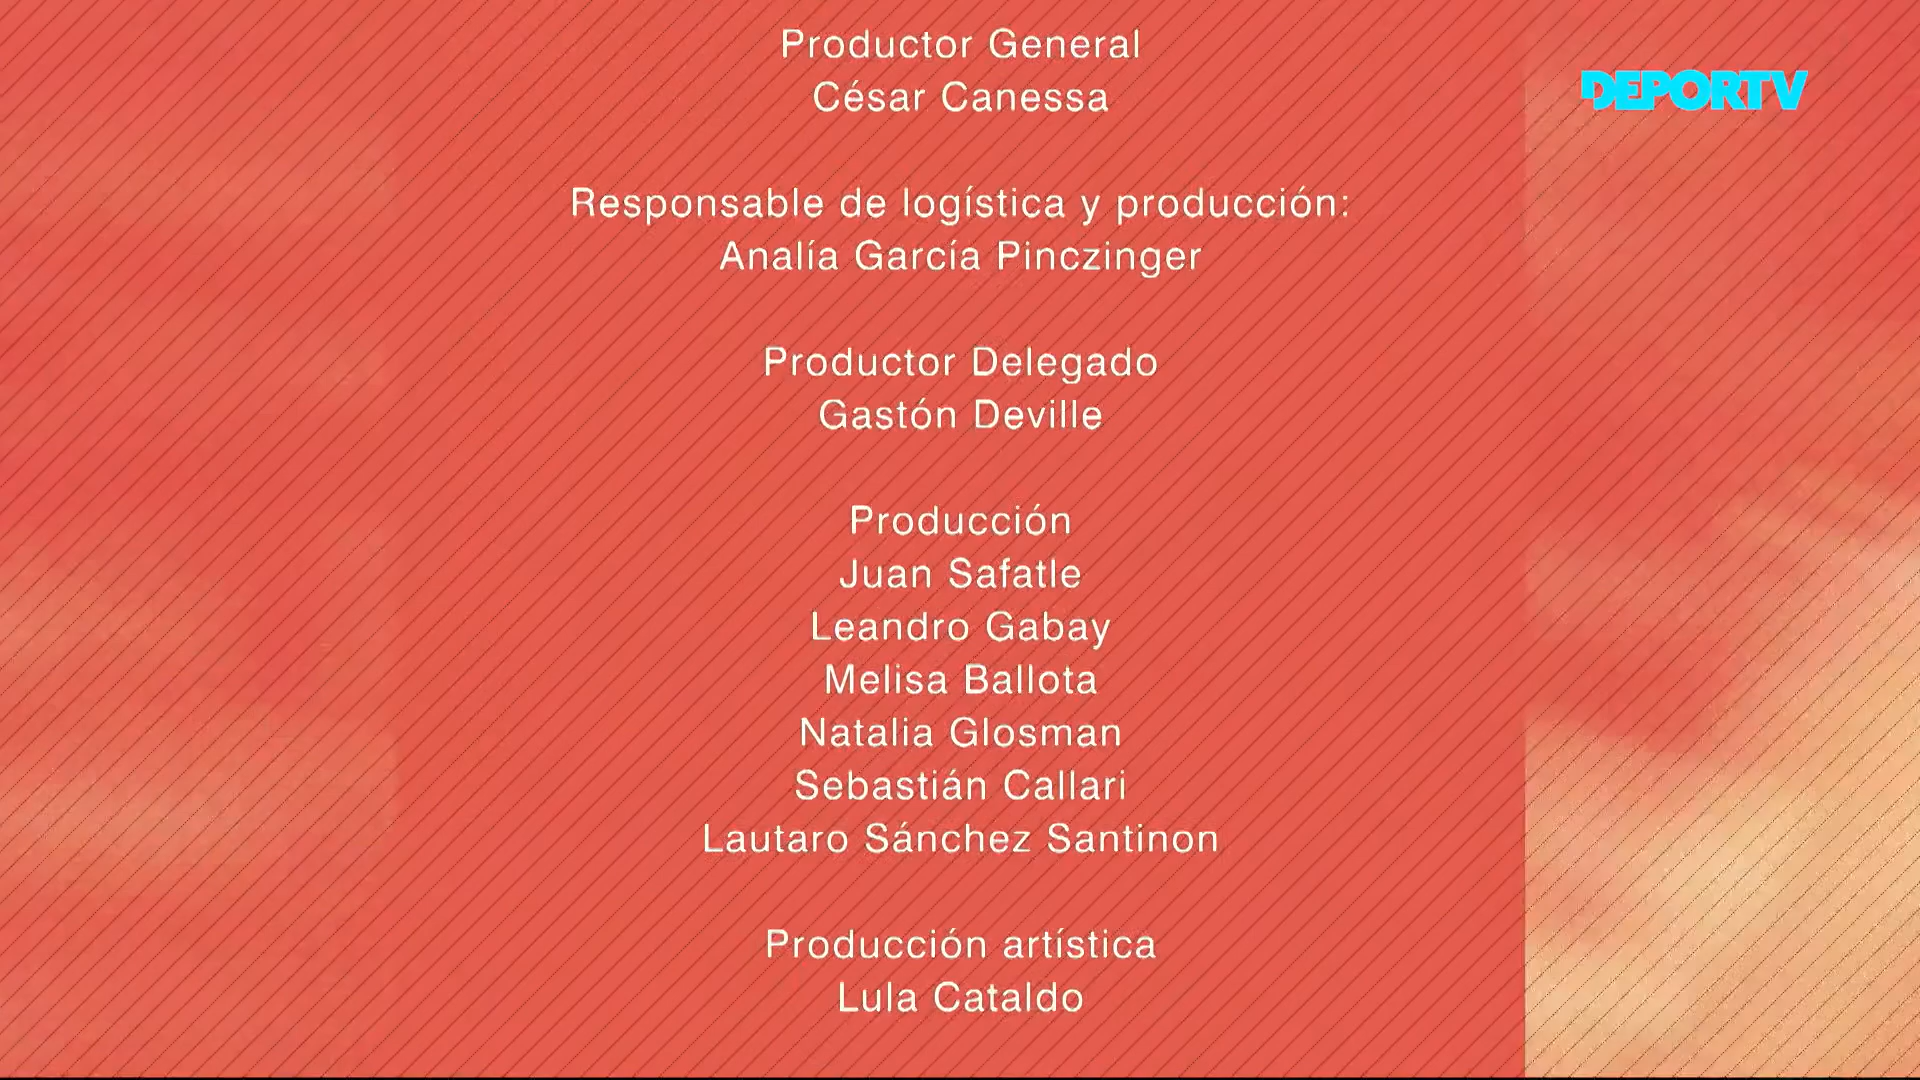 Productor General
César Canessa
DEPORTV
Responsable de logística y producción:
Analía García Pinczinger
Productor Delegado
Gastón Deville
Producción
Juan Safatle
Leandro Gabay
Melisa Ballota
Natalia Glosman
Sebastián Callari
Lautaro Sánchez Santinon
Producción artística
Lula Cataldo